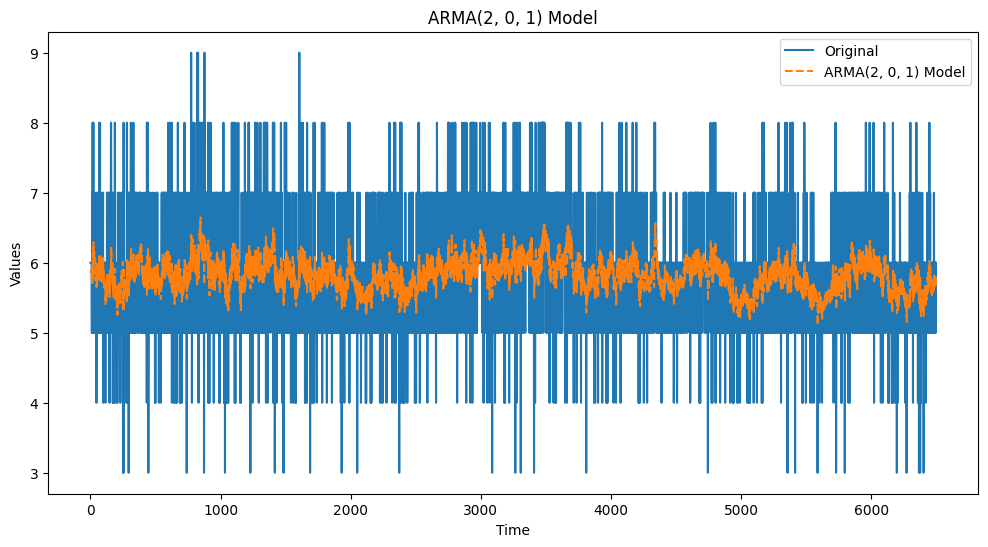 ARMA(2, 0, 1) Model
Original
ARMA(2, 0, 1) Model
Values
9
8
7
6
5
4
3
0
1000
2000
3000
4000
5000
6000
Time